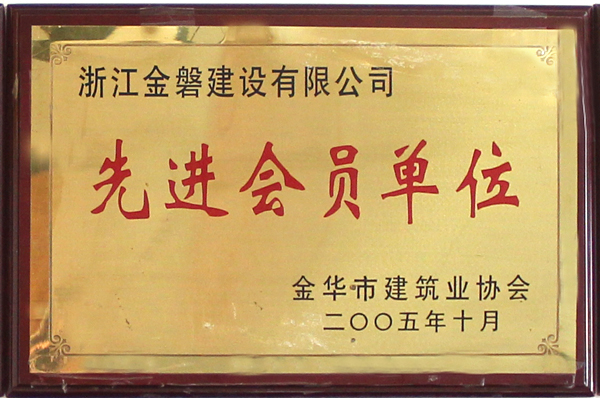 浙江金磐建设有限公司
先进会员单位
金华市建筑业协会
二〇〇五年十月